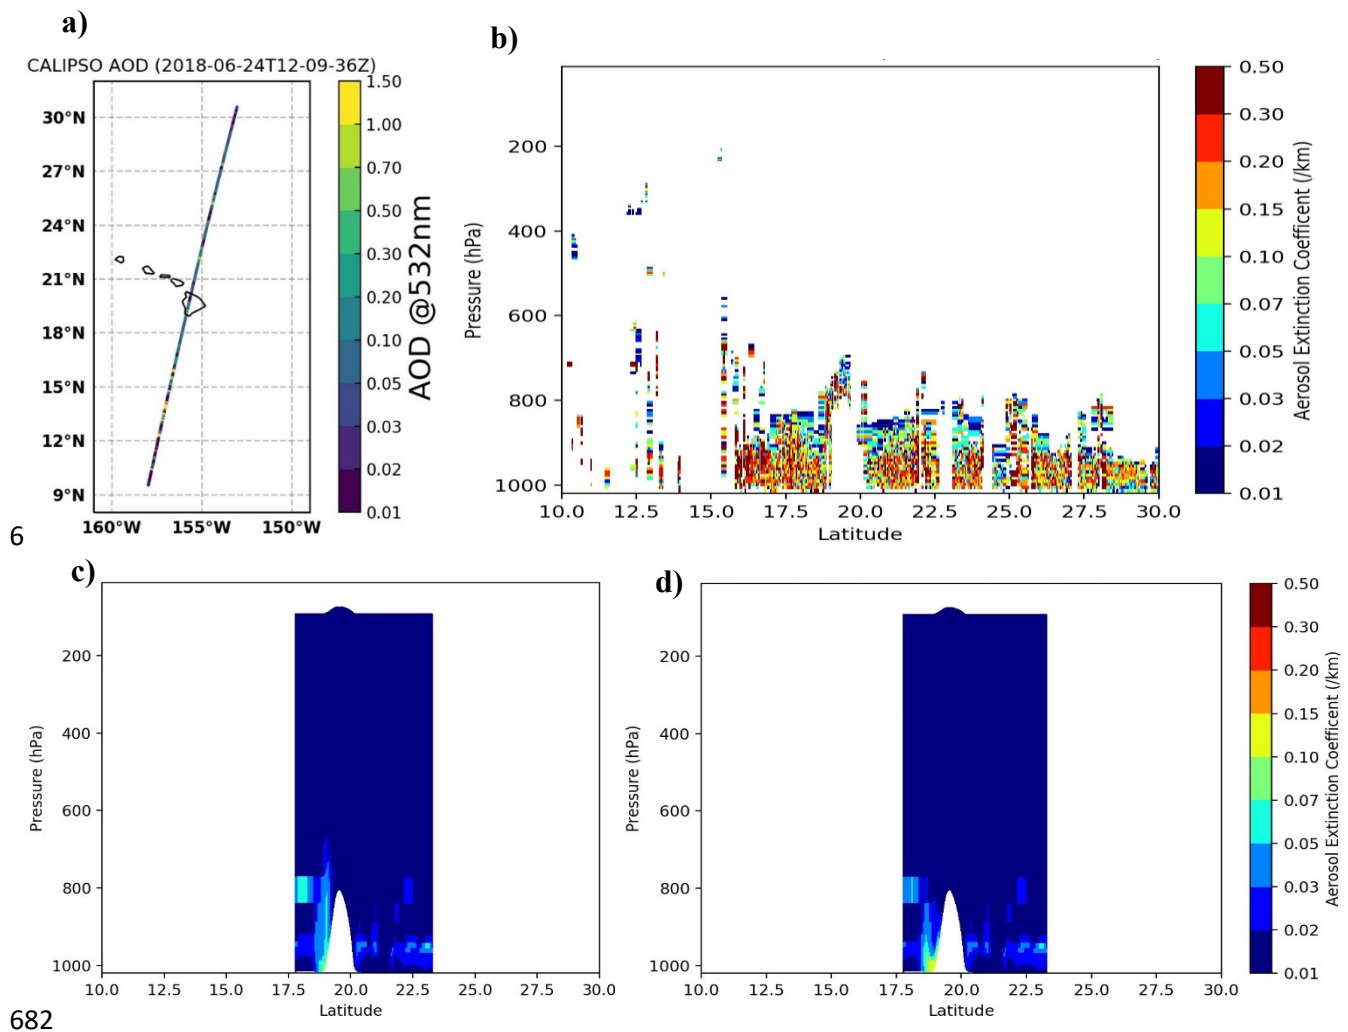 a)
CALIPSO AOD (2018-06-24T12-09-36Z)
30°N
27°N
24°N
21°N
18°N
15°N
12°N
9°N
160°W 155°W 150°W
1.50
1.00
0.70
0.50
0.30
0.20
0.10
0.05
0.03
0.02
0.01
AOD @532nm
6
b)
Pressure (hPa)
200
400
600
800
1000
10.0 12.5 15.0 17.5 20.0 22.5 25.0 27.5 30.0
Latitude
0.50
0.30
0.20
0.15
0.10
0.07
0.05
0.03
0.02
0.01
Aerosol Extinction Coefficent (/km)
c)
Pressure (hPa)
200
400
600
800
1000
10.0 12.5 15.0 17.5 20.0 22.5 25.0 27.5 30.0
Latitude
d)
Pressure (hPa)
200
400
600
800
1000
10.0 12.5 15.0 17.5 20.0 22.5 25.0 27.5 30.0
Latitude
0.50
0.30
0.20
0.15
0.10
0.07
0.05
0.03
0.02
0.01
Aerosol Extinction Coefficent (/km)
682